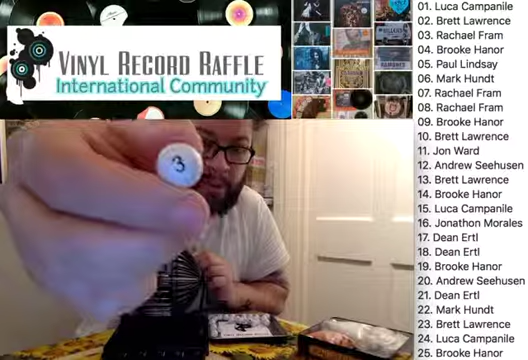 VINYL RECORD RAFFLE
International Community
3
01. Luca Campanile
02. Brett Lawrence
03. Rachael Fram
04. Brooke Hanor
05. Paul Lindsay
06. Mark Hundt
07. Rachael Fram
08. Rachael Fram
09. Brooke Hanor
10. Brett Lawrence
11. Jon Ward
12. Andrew Seehusen
13. Brett Lawrence
14. Brooke Hanor
15. Luca Campanile
16. Jonathon Morales
17. Dean Ertl
18. Dean Ertl
19. Brooke Hanor
20. Andrew Seehusen
21. Dean Ertl
22. Mark Hundt
23. Brett Lawrence
24. Luca Campanile
25. Brooke Hanor